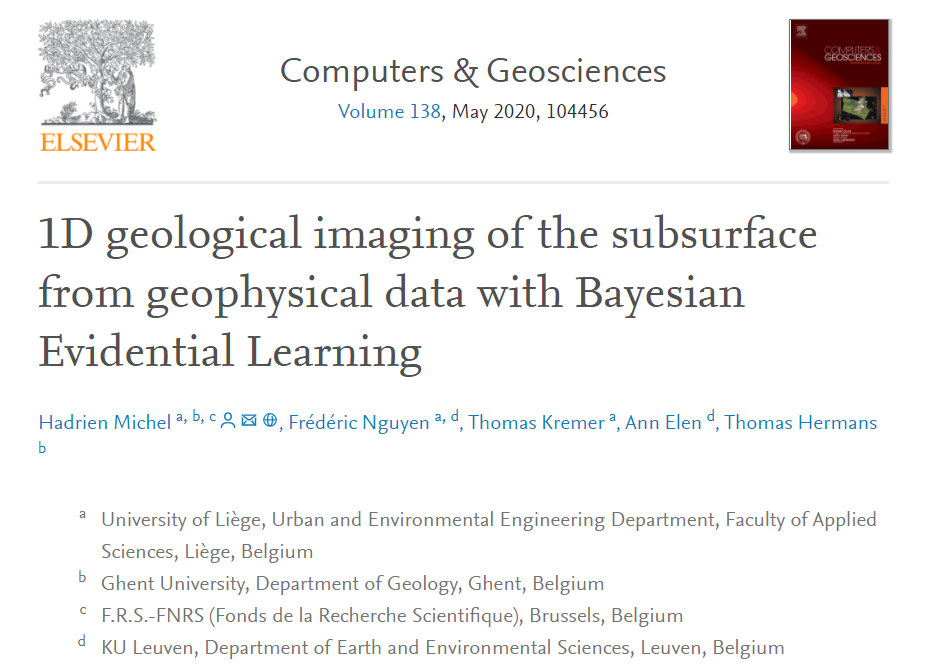 ELSEVIER
Computers & Geosciences
Volume 138, May 2020, 104456
COMPUTERS &
GEOSCIENCES
1D geological imaging of the subsurface
from geophysical data with Bayesian
Evidential Learning
Hadrien Michel a, b, c, Frédéric Nguyen a, d, Thomas Kremer a, Ann Elen d, Thomas Hermans
b
a University of Liège, Urban and Environmental Engineering Department, Faculty of Applied
Sciences, Liège, Belgium
b Ghent University, Department of Geology, Ghent, Belgium
c F.R.S.-FNRS (Fonds de la Recherche Scientifique), Brussels, Belgium
d KU Leuven, Department of Earth and Environmental Sciences, Leuven, Belgium